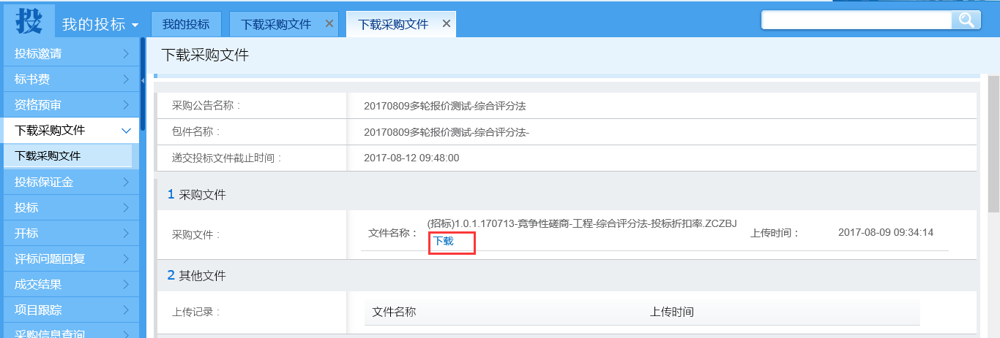 投 我的投标 我的投标 下载采购文件 下载采购文件
投标邀请
标书费
资格预审
下载采购文件
下载采购文件
投标保证金
投标
开标
评标问题回复
成交结果
项目跟踪
采购信息查询
下载采购文件
采购公告名称： 20170809多轮报价测试-综合评分法
包件名称： 20170809多轮报价测试-综合评分法-
递交投标文件截止时间： 2017-08-12 09:48:00
1 采购文件
采购文件： 文件名称： (招标)1.0.1.170713-竞争性磋商-工程-综合评分法-投标折扣率.ZCZBJ 上传时间： 2017-08-09 09:34:14
下载
2 其他文件
上传记录： 文件名称 上传时间